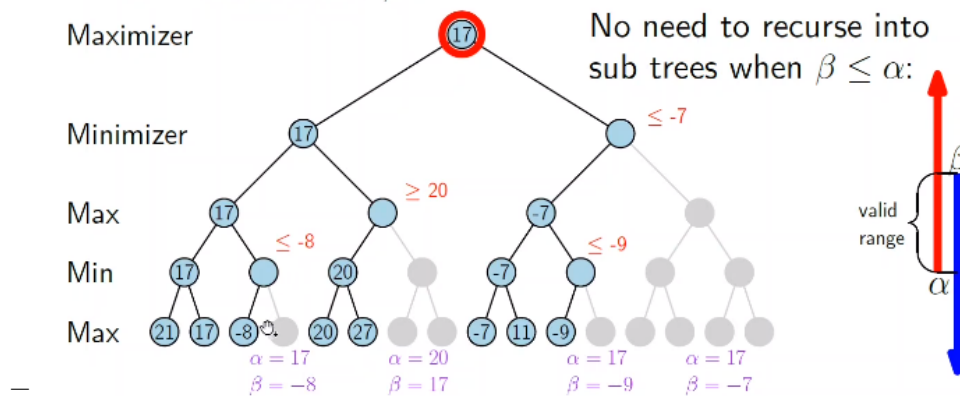 Maximizer
17
No need to recurse into
sub trees when β ≤ α:
Minimizer
17
≤ -7
β
≥ 20
Max
17
-7
valid
range
≤ -8
≤ -9
Min
17
20
-7
α
Max
21 17 -8 20 27 -7 11 -9
α = 17 α = 20 α = 17 α = 17
β = −8 β = 17 β = −9 β = −7